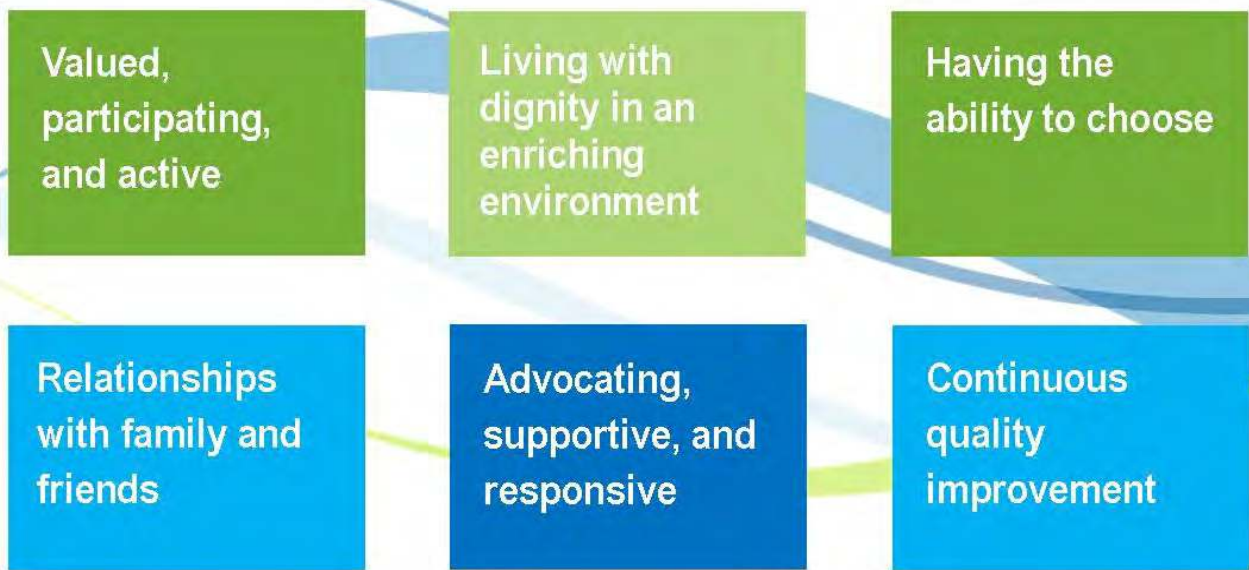 Valued,
participating,
and active
Living with
dignity in an
enriching
environment
Having the
ability to choose
Relationships
with family and
friends
Advocating,
supportive, and
responsive
Continuous
quality
improvement